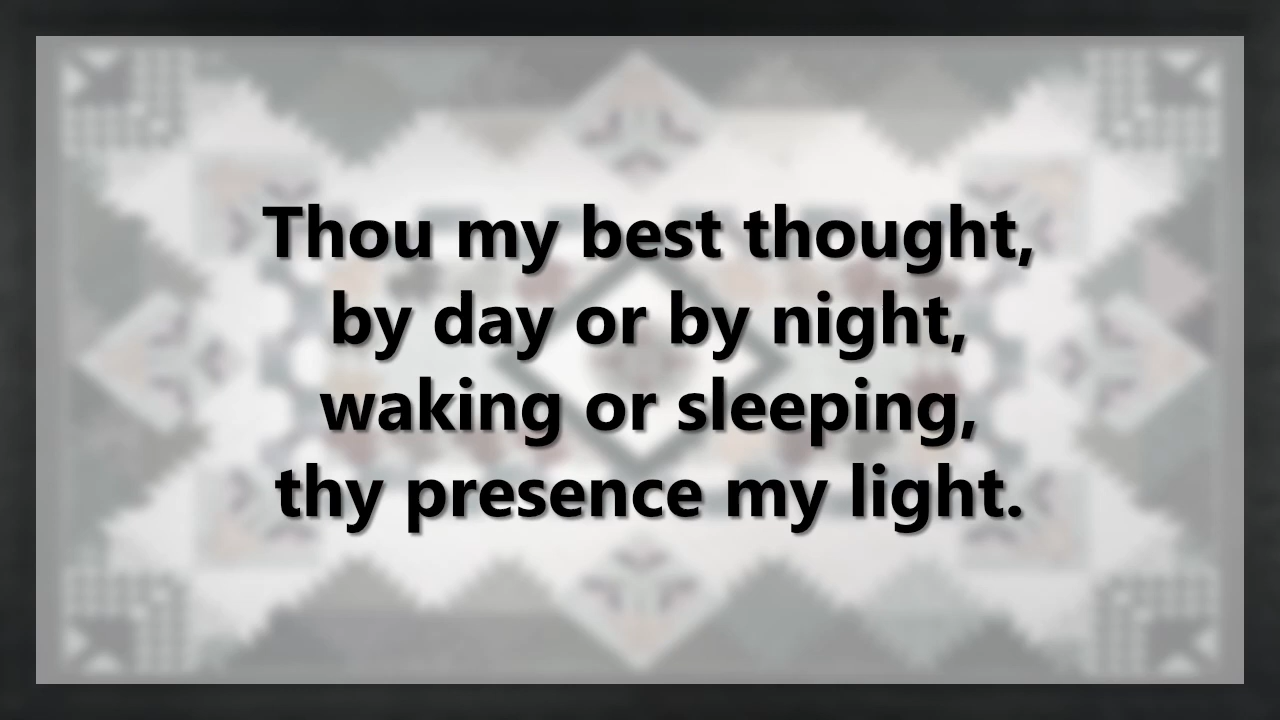 Thou my best thought,
by day or by night,
waking or sleeping,
thy presence my light.